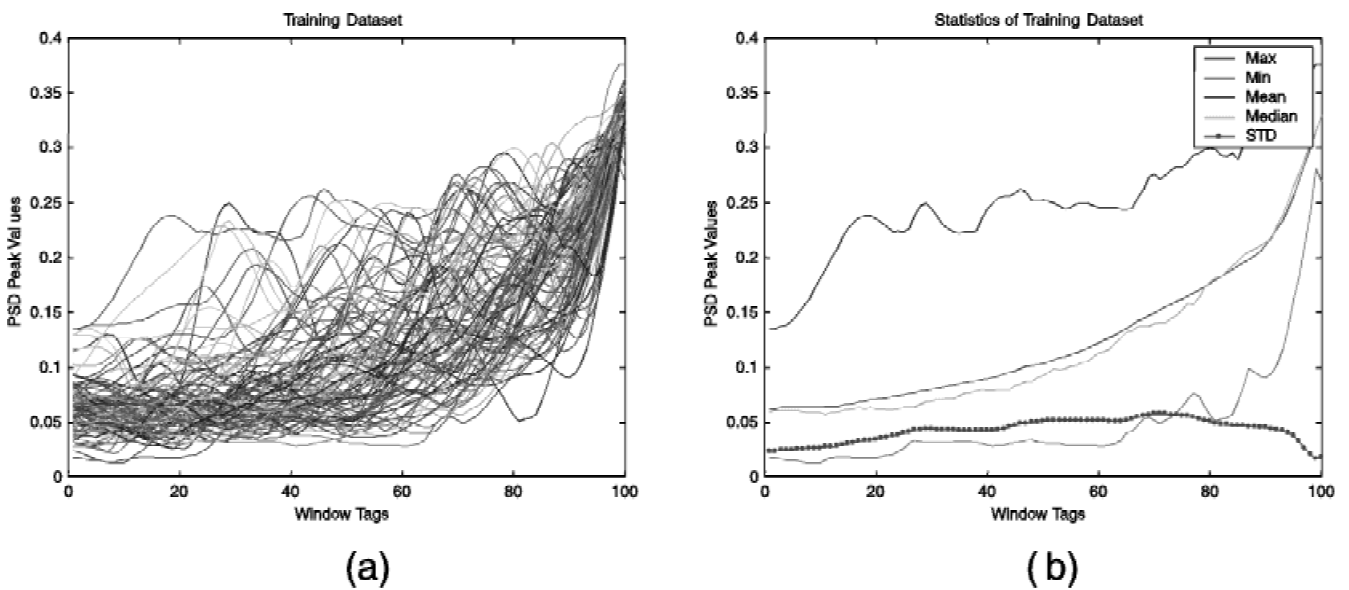 Training Dataset
0.4
0.35
0.3
0.25
0.2
0.15
0.1
0.05
0
PSD Peak Values
0 20 40 60 80 100
Window Tags
(a)
Statistics of Training Dataset
0.4
0.35
0.3
0.25
0.2
0.15
0.1
0.05
0
PSD Peak Values
Max
Min
Mean
Median
STD
0 20 40 60 80 100
Window Tags
( b)